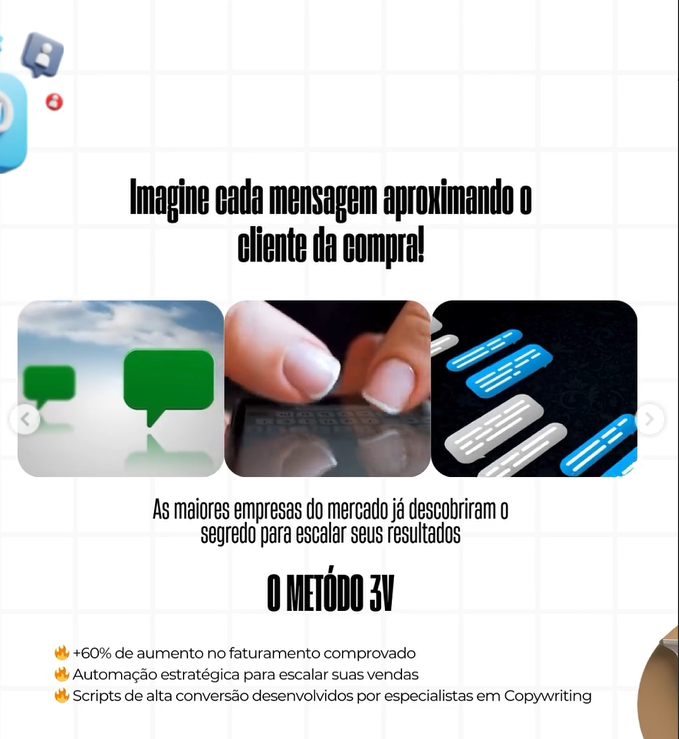 Imagine cada mensagem aproximando o
cliente da compra!
As maiores empresas do mercado já descobriram o
segredo para escalar seus resultados
O METÓDO 3V
🔥 +60% de aumento no faturamento comprovado
🔥 Automação estratégica para escalar suas vendas
🔥 Scripts de alta conversão desenvolvidos por especialistas em Copywriting